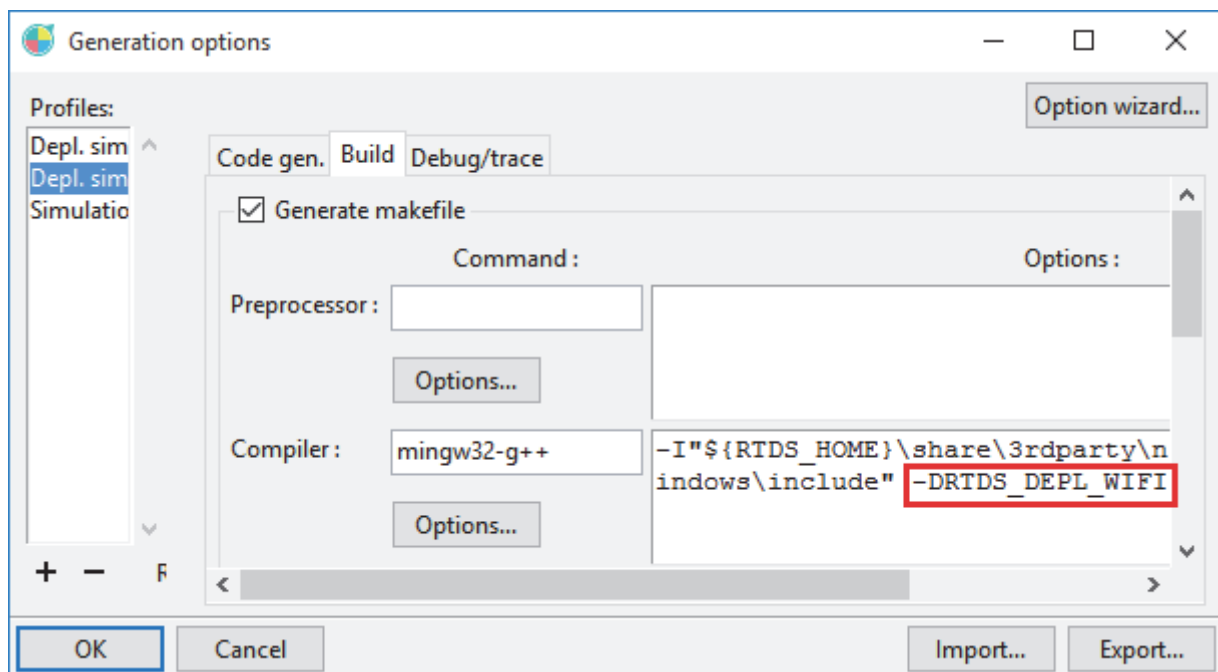 Generation options
Profiles:
Option wizard...
Depl. sim
Depl. sim
Simulatio
Code gen. Build Debug/trace
Generate makefile
Command :
Options :
Preprocessor :
Options...
Compiler :
mingw32-g++
-I"${RTDS_HOME}\share\3rdparty\n
indows\include" -DRTDS_DEPL_WIFI
Options...
+ - R
OK
Cancel
Import...
Export...